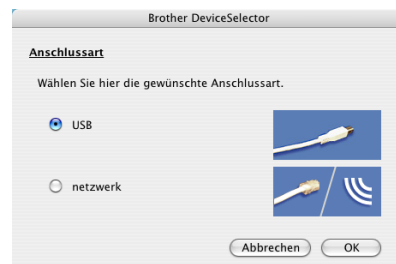 Brother DeviceSelector
Anschlussart
Wählen Sie hier die gewünschte Anschlussart.
USB
netzwerk
Abbrechen
OK